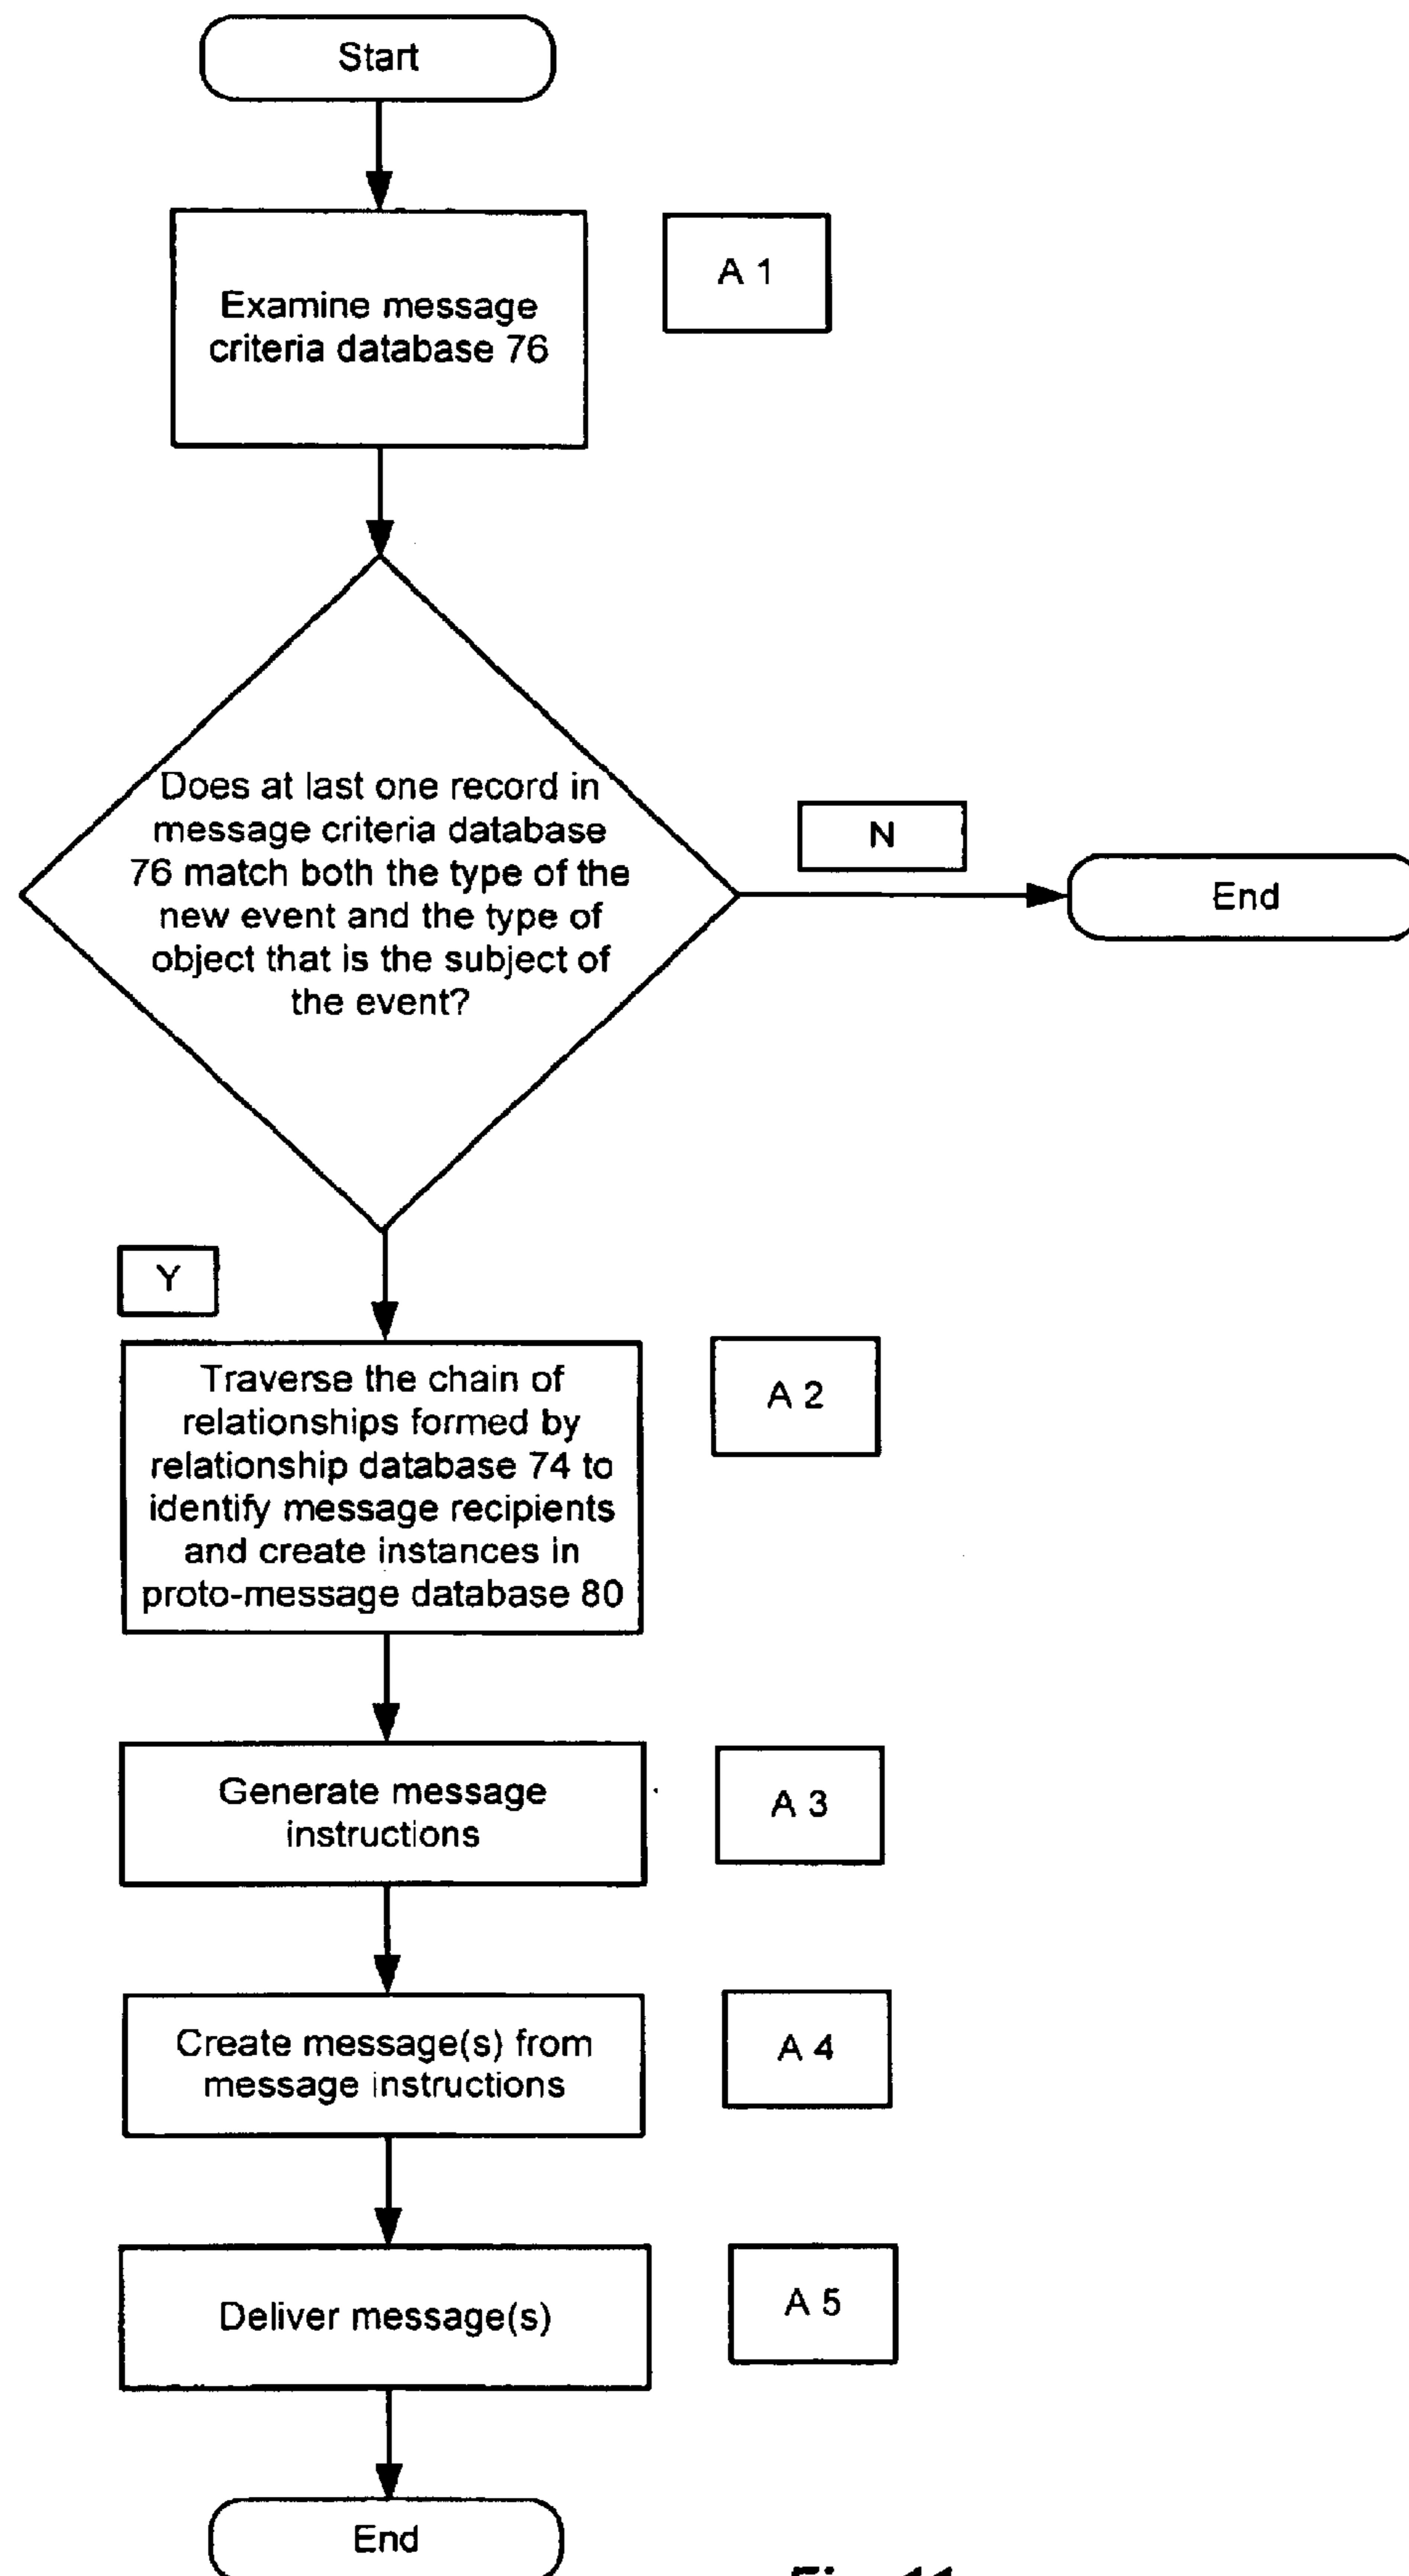 Start
Examine message
criteria database 76
A 1
Does at last one record in
message criteria database
76 match both the type of the
new event and the type of
object that is the subject of
the event?
N
End
Y
Traverse the chain of
relationships formed by
relationship database 74 to
identify message recipients
and create instances in
proto-message database 80
A 2
Generate message
instructions
A 3
Create message(s) from
message instructions
A 4
Deliver message(s)
A 5
End